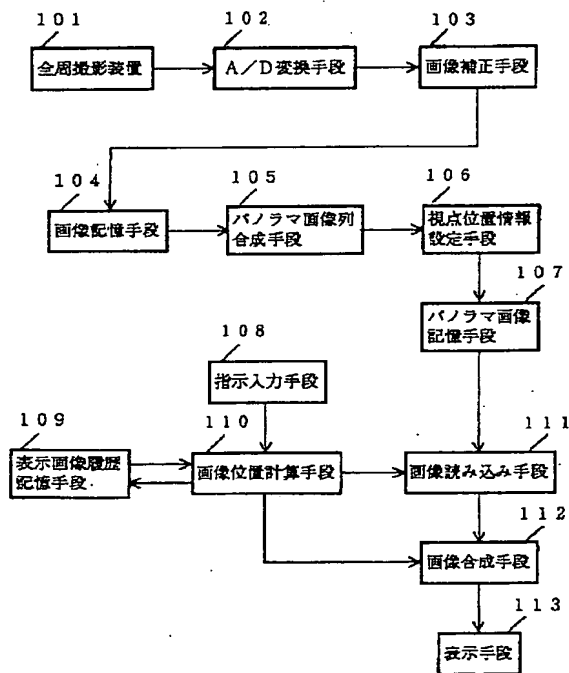 101
102
103
全周撮影装置
A/D変換手段
画像補正手段
104
105
106
画像記憶手段
パノラマ画像列
合成手段
視点位置情報
設定手段
107
パノラマ画像
記憶手段
108
指示入力手段
109
110
111
表示画像履歴
記憶手段
画像位置計算手段
画像読み込み手段
112
画像合成手段
113
表示手段